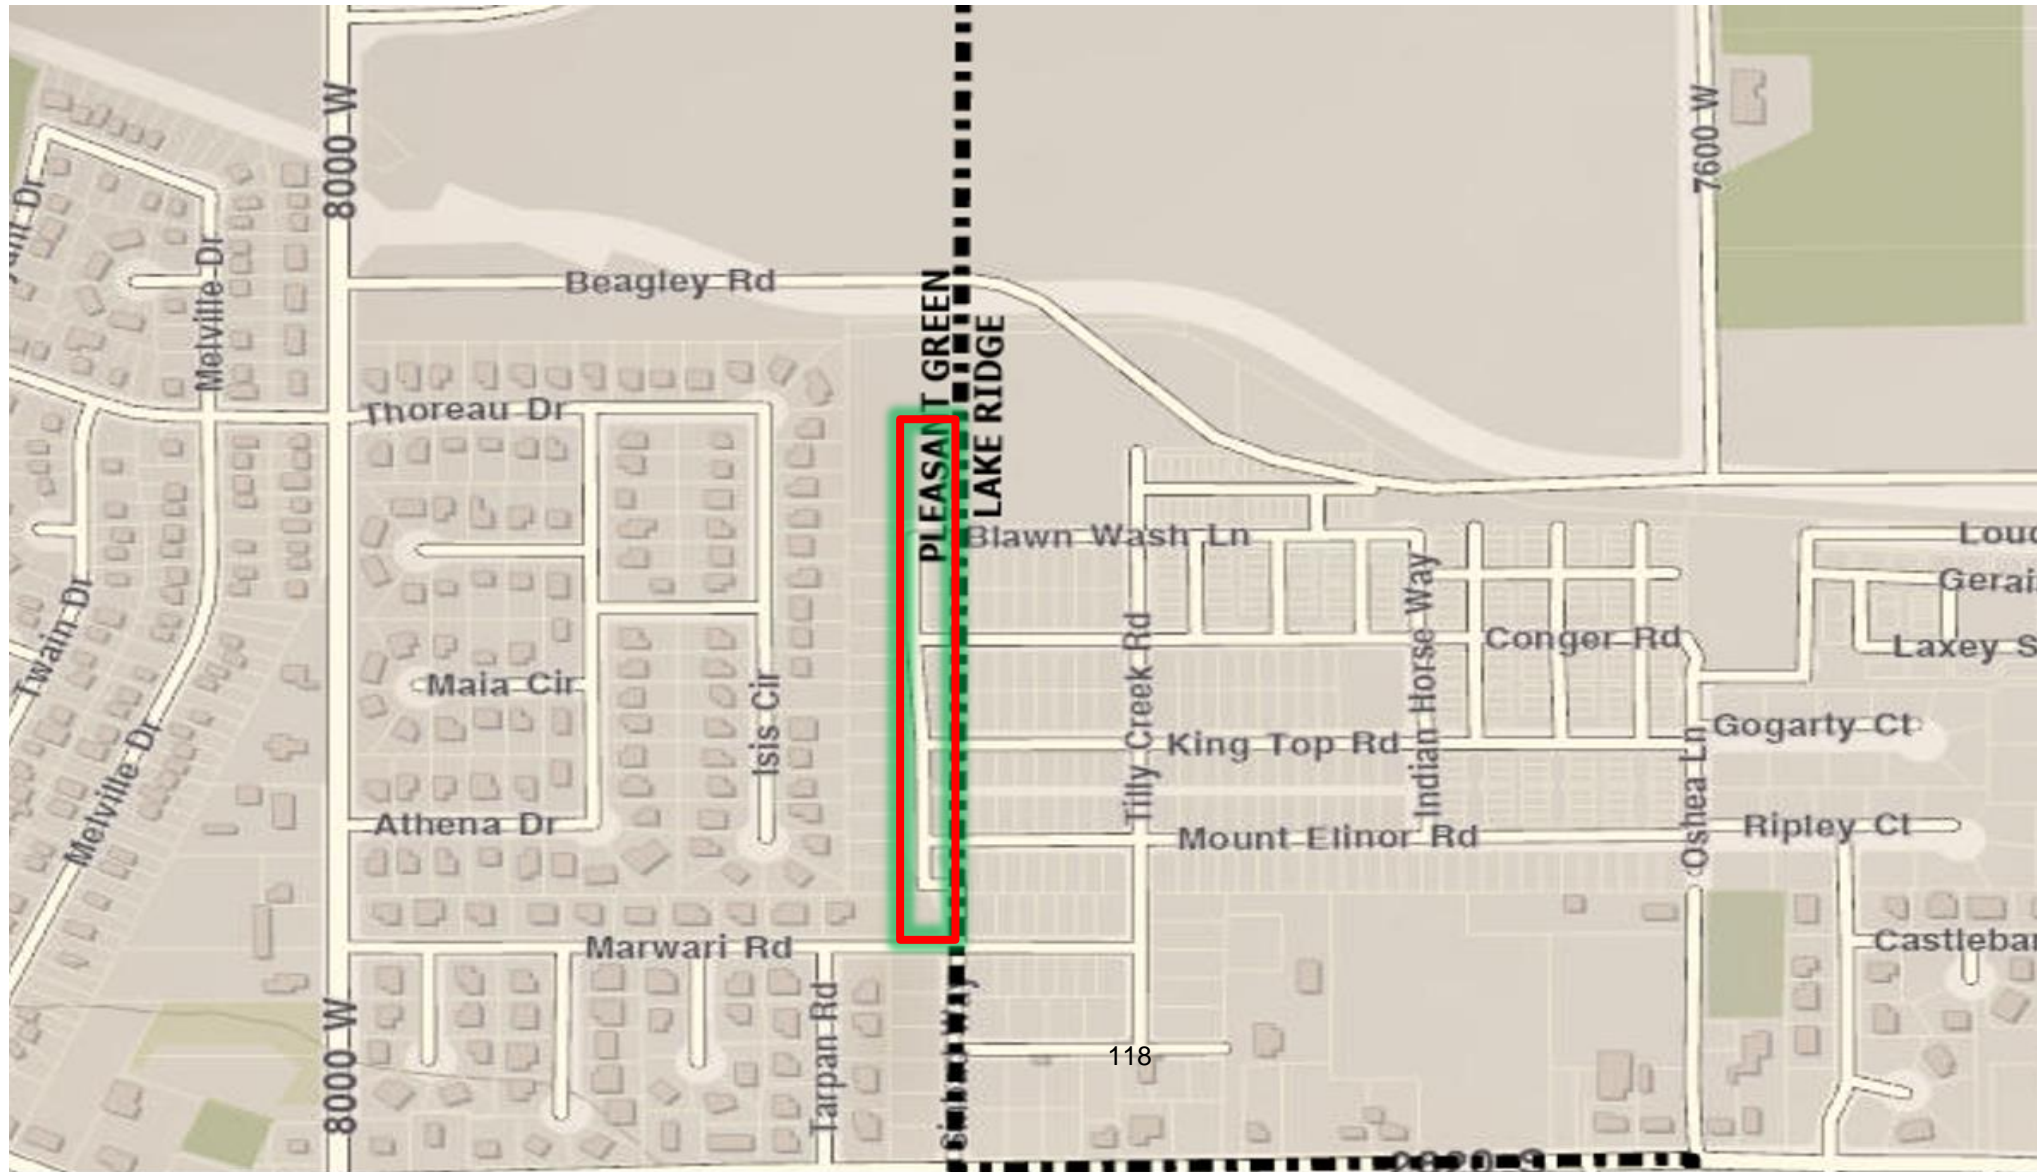 8000 W
7600 W
Melville Dr
Beagley Rd
PLEASANT GREEN
LAKE RIDGE
Thoreau Dr
Blawn Wash Ln
Indian Horse Way
Twain Dr
Tilly Creek Rd
Conger Rd
Maia Cir
Isis Cir
Laxey S
Gogarty Ct
King Top Rd
Melville Dr
Athena Dr
Mount Elinor Rd
Oshea Ln
Ripley Ct
Marwari Rd
Castlebar
8000 W
Tarpan Rd
118